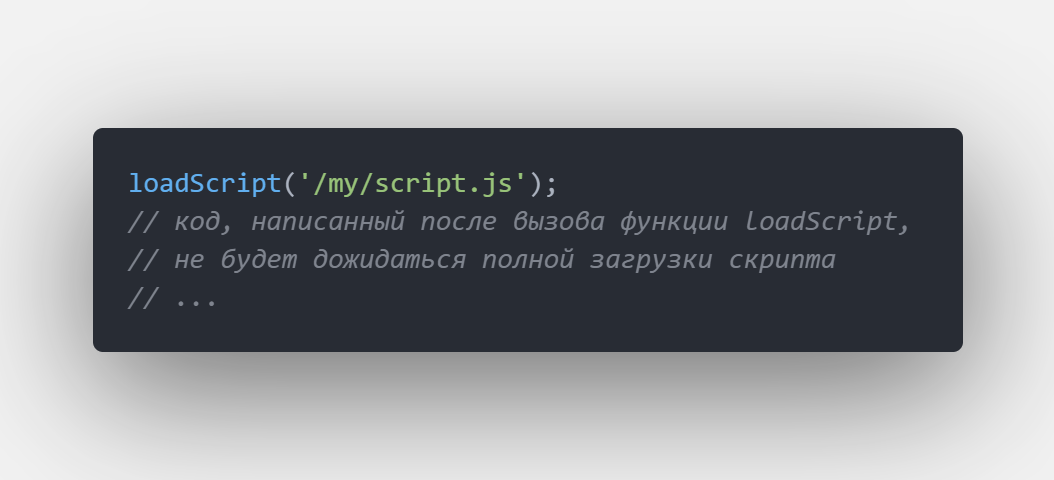 loadScript('/my/script.js');
// код, написанный после вызова функции loadScript,
// не будет дожидаться полной загрузки скрипта
// ...